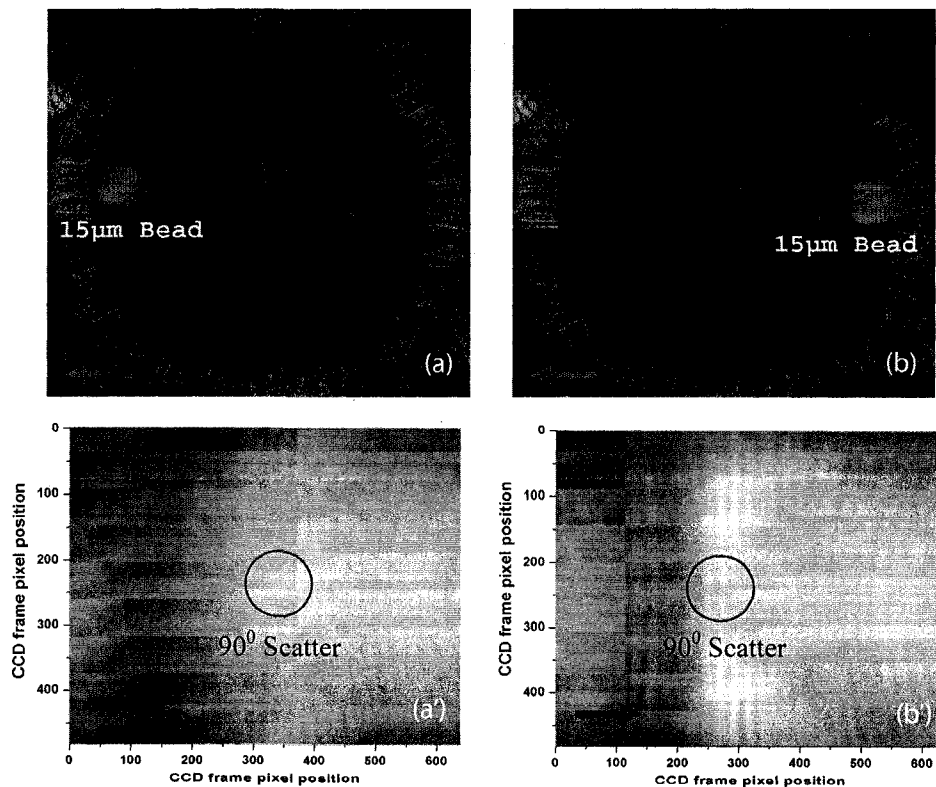 15µm Bead
(a)
15µm Bead
(b)
0
100
200
300
400
CCD frame pixel position
90⁰ Scatter
(a')
0 100 200 300 400 500 600
CCD frame pixel position
0
100
200
300
400
CCD frame pixel position
90⁰ Scatter
(b')
0 100 200 300 400 500 600
CCD frame pixel position